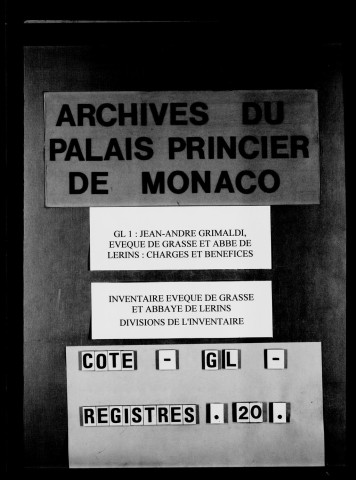 ARCHIVES DU
PALAIS PRINCIER
DE MONACO
GL 1 : JEAN-ANDRE GRIMALDI,
EVEQUE DE GRASSE ET ABBE DE
LERINS : CHARGES ET BENEFICES
INVENTAIRE EVEQUE DE GRASSE
ET ABBAYE DE LERINS
DIVISIONS DE L'INVENTAIRE
COTE - GL -
REGISTRES . 20 .